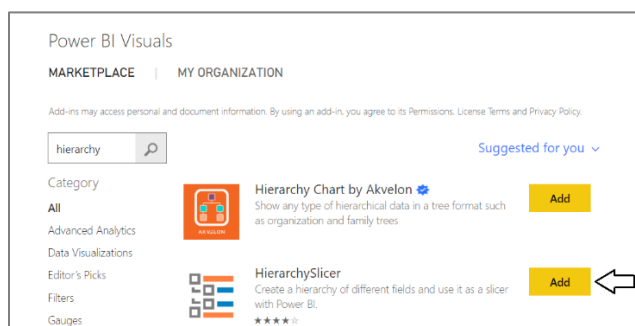 Power BI Visuals
MARKETPLACE | MY ORGANIZATION
Add-ins may access personal and document information. By using an add-in, you agree to its Permissions, License Terms and Privacy Policy.
hierarchy
Suggested for you
Category
All
Advanced Analytics
Data Visualizations
Editor's Picks
Filters
Gauges
AKVELON
Hierarchy Chart by Akvelon
Show any type of hierarchical data in a tree format such
as organization and family trees
Add
HierarchySlicer
Create a hierarchy of different fields and use it as a slicer
with Power BI.
Add